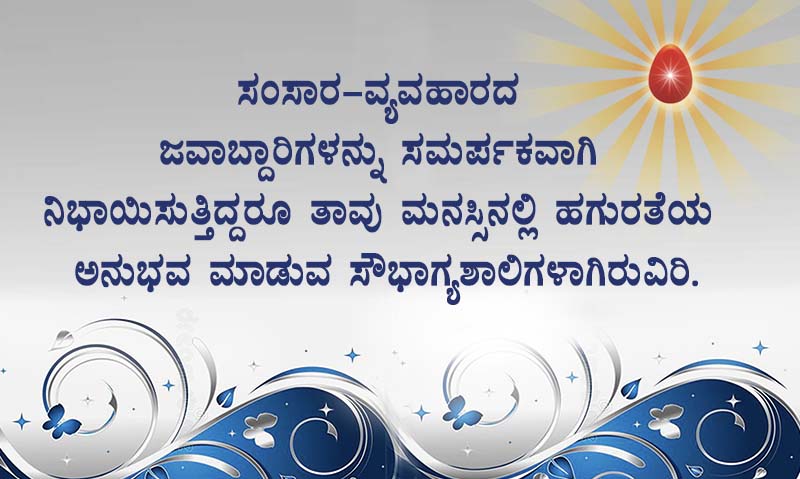 ಸಂಸಾರ-ವ್ಯವಹಾರದ
ಜವಾಬ್ದಾರಿಗಳನ್ನು ಸಮರ್ಪಕವಾಗಿ
ನಿಭಾಯಿಸುತ್ತಿದ್ದರೂ ತಾವು ಮನಸ್ಸಿನಲ್ಲಿ ಹಗುರತೆಯ
ಅನುಭವ ಮಾಡುವ ಸೌಭಾಗ್ಯಶಾಲಿಗಳಾಗಿರುವಿರಿ.